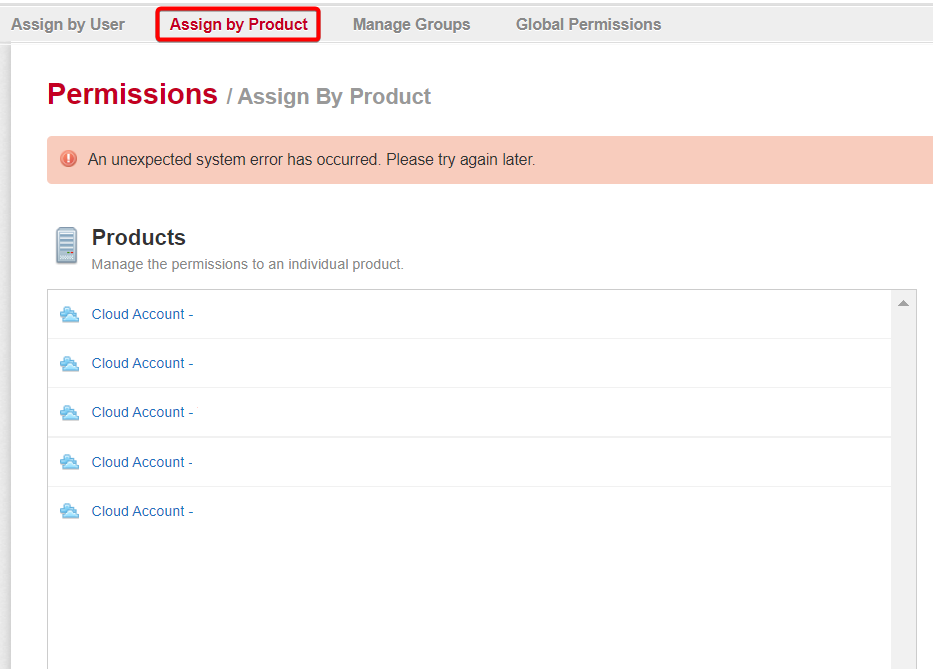 Assign by User Assign by Product Manage Groups Global Permissions
Permissions / Assign By Product
An unexpected system error has occurred. Please try again later.
Products
Manage the permissions to an individual product.
Cloud Account -
Cloud Account -
Cloud Account -
Cloud Account -
Cloud Account -